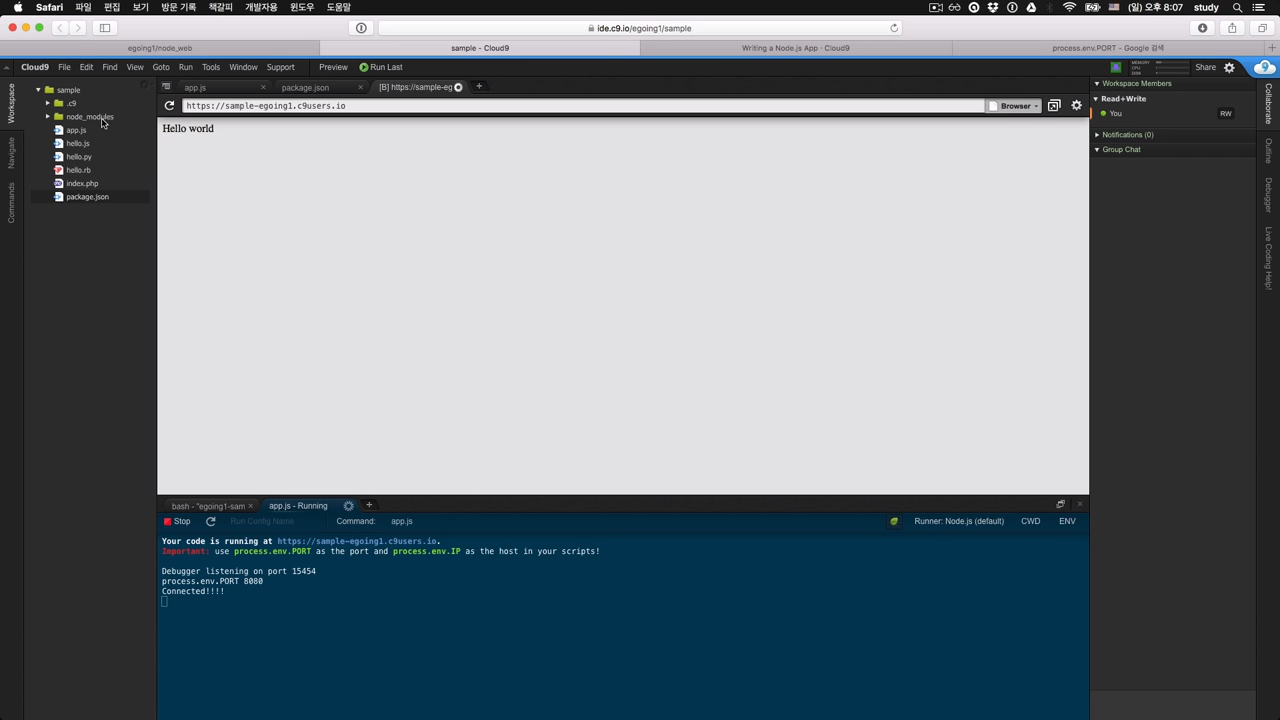 Safari 파일 편집 보기 방문 기록 책갈피 개발자용 윈도우 도움말 (일) 오후 8:07 study
ide.c9.io/egoing1/sample
egoing1/node_web sample - Cloud9 Writing a Node.js App · Cloud9 process.env.PORT - Google 검색
Cloud9 File Edit Find View Goto Run Tools Window Support Preview Run Last MEMORY CPU DISK Share
Workspace
Navigate
Commands
sample
.c9
node_modules
app.js
hello.js
hello.py
hello.rb
index.php
package.json
app.js package.json [B] https://sample-eg
https://sample-egoing1.c9users.io Browser
Hello world
bash - "egoing1-sam app.js - Running
Stop Run Config Name Command: app.js Runner: Node.js (default) CWD ENV
Your code is running at https://sample-egoing1.c9users.io.
Important: use process.env.PORT as the port and process.env.IP as the host in your scripts!
Debugger listening on port 15454
process.env.PORT 8080
Connected!!!!
Workspace Members
Read+Write
You RW
Notifications (0)
Group Chat
Collaborate
Outline
Debugger
Live Coding Help!